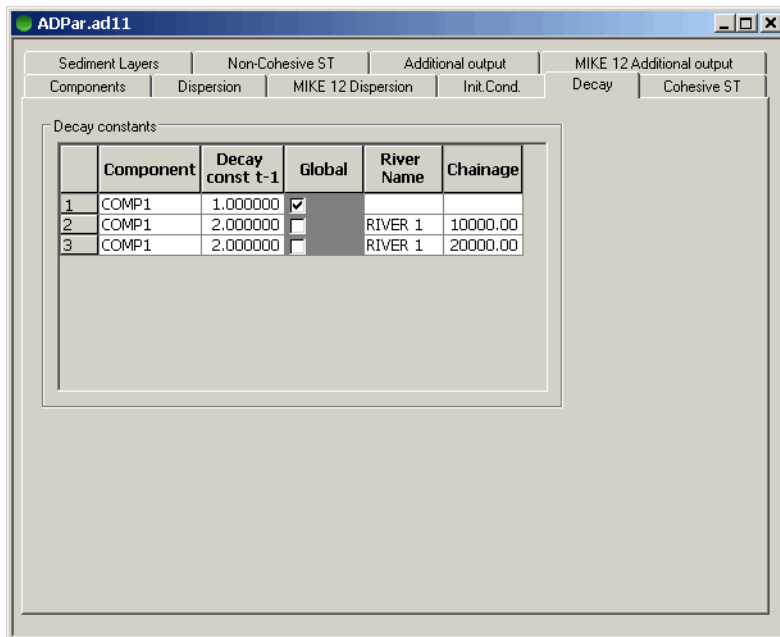 ADPar.ad11
Sediment Layers Non-Cohesive ST Additional output MIKE 12 Additional output
Components Dispersion MIKE 12 Dispersion Init.Cond. Decay Cohesive ST
Decay constants
Component Decay const t-1 Global River Name Chainage
1 COMP1 1.000000
2 COMP1 2.000000 RIVER 1 10000.00
3 COMP1 2.000000 RIVER 1 20000.00